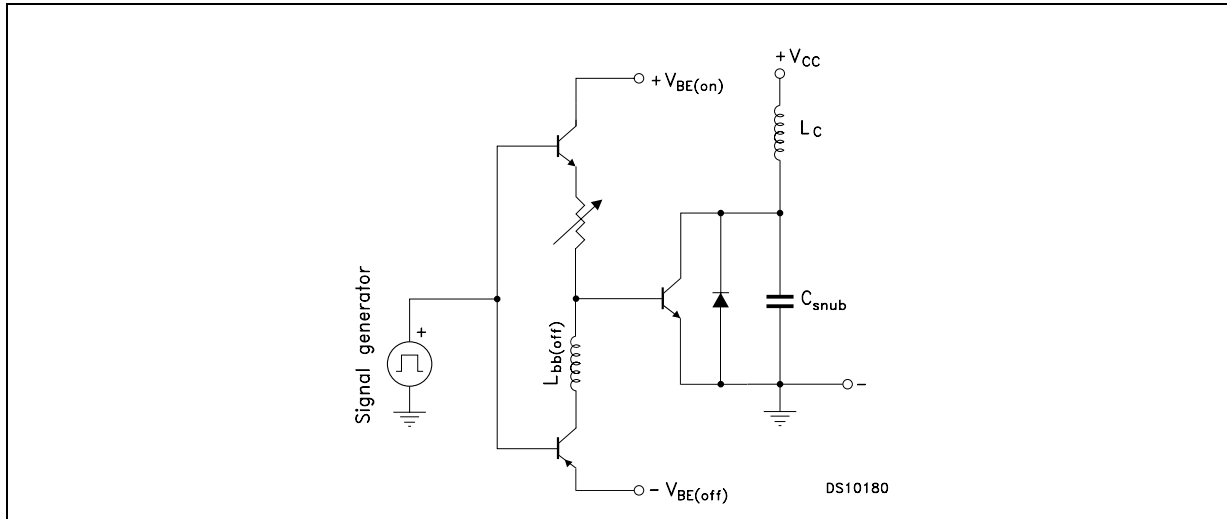 +VCC
+VBE(on)
LC
Signal generator
+
Lbb(off)
Csnub
-
-VBE(off)
DS10180